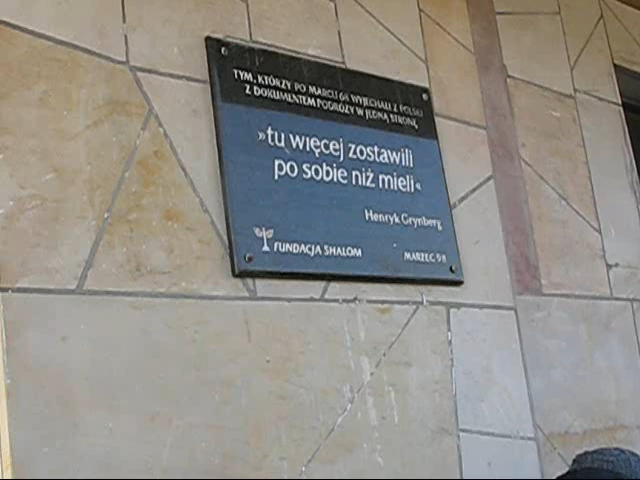 TYM, KTÓRZY PO MARCU 68 WYJECHALI Z POLSKI
Z DOKUMENTEM PODRÓŻY W JEDNĄ STRONĘ
»tu więcej zostawili
po sobie niż mieli«
Henryk Grynberg
FUNDACJA SHALOM
MARZEC 98